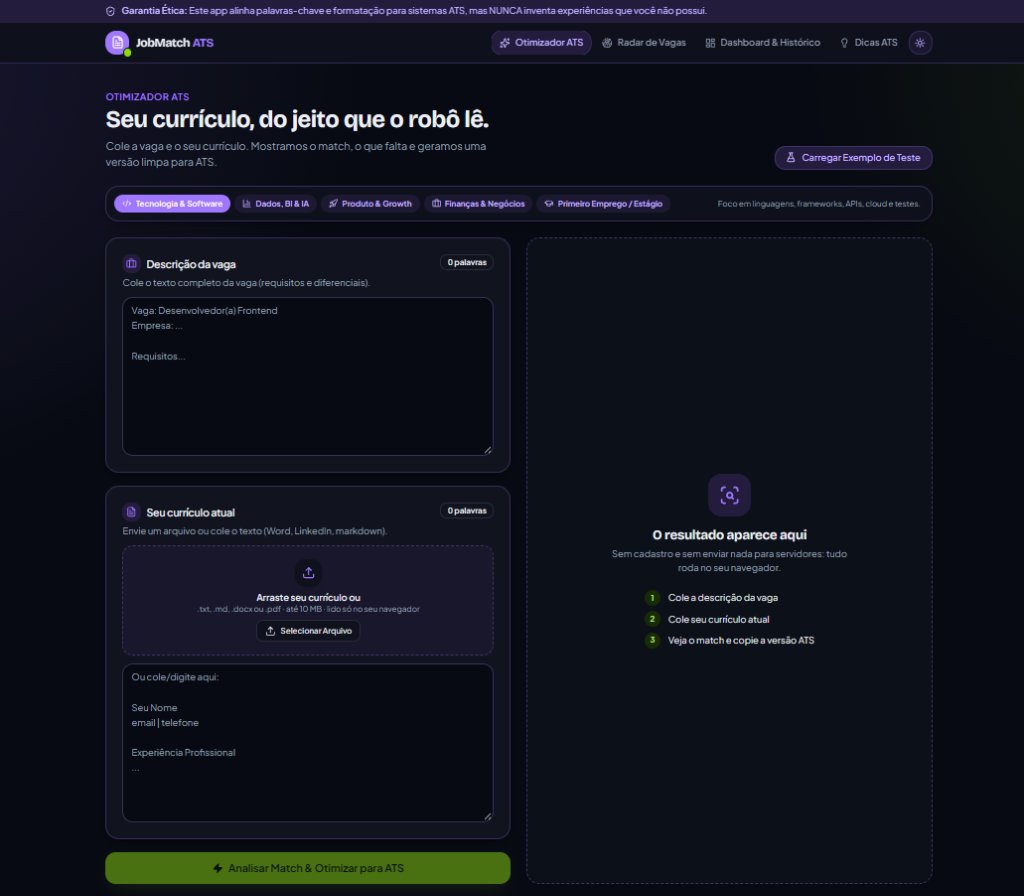 Garantia Ética: Este app alinha palavras-chave e formatação para sistemas ATS, mas NUNCA inventa experiências que você não possui.
JobMatch ATS
Otimizador ATS
Radar de Vagas
Dashboard & Histórico
Dicas ATS
OTIMIZADOR ATS
Seu currículo, do jeito que o robô lê.
Cole a vaga e o seu currículo. Mostramos o match, o que falta e geramos uma
versão limpa para ATS.
Carregar Exemplo de Teste
Tecnologia & Software
Dados, BI & IA
Produto & Growth
Finanças & Negócios
Primeiro Emprego / Estágio
Foco em linguagens, frameworks, APIs, cloud e testes.
Descrição da vaga
0 palavras
Cole o texto completo da vaga (requisitos e diferenciais).
Vaga: Desenvolvedor(a) Frontend
Empresa: ...
Requisitos...
Seu currículo atual
0 palavras
Envie um arquivo ou cole o texto (Word, LinkedIn, markdown).
Arraste seu currículo ou
.txt, .md, .docx ou .pdf · até 10 MB · lido só no seu navegador
Selecionar Arquivo
Ou cole/digite aqui:
Seu Nome
email | telefone
Experiência Profissional
...
Analisar Match & Otimizar para ATS
O resultado aparece aqui
Sem cadastro e sem enviar nada para servidores: tudo
roda no seu navegador.
1 Cole a descrição da vaga
2 Cole seu currículo atual
3 Veja o match e copie a versão ATS